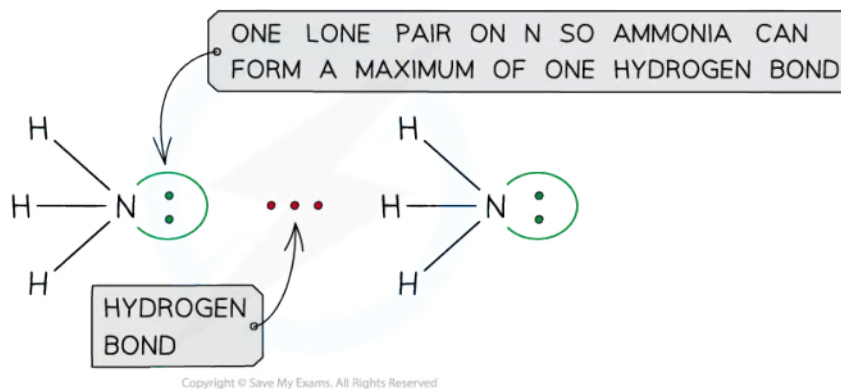 ONE LONE PAIR ON N SO AMMONIA CAN
FORM A MAXIMUM OF ONE HYDROGEN BOND
H H
H N : ... H N :
H H
HYDROGEN
BOND
Copyright © Save My Exams. All Rights Reserved